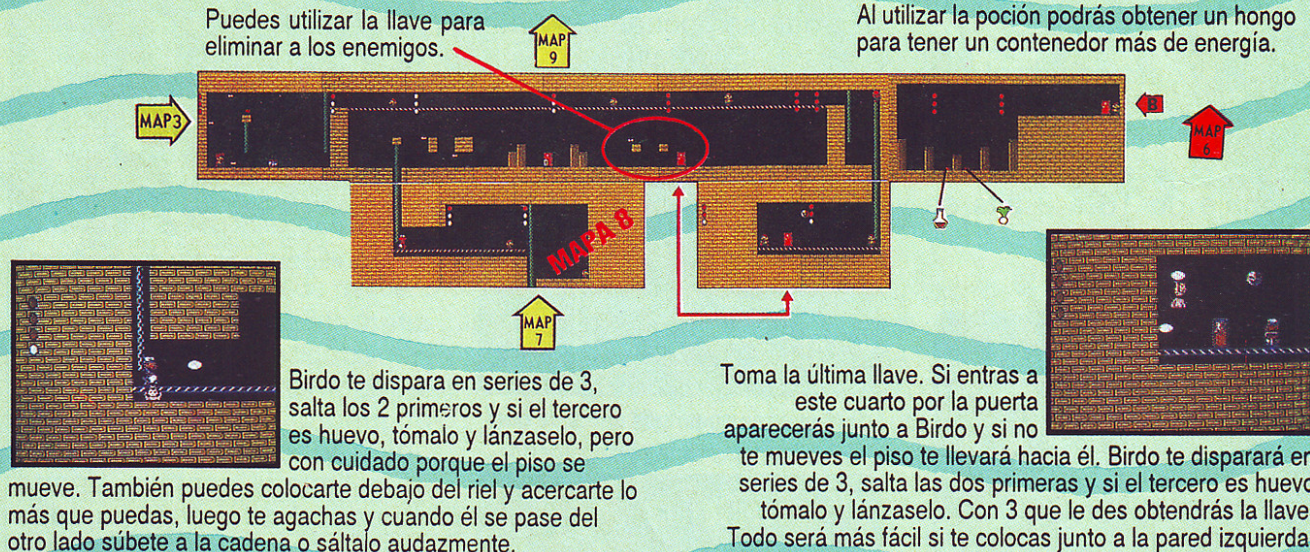 Puedes utilizar la llave para
eliminar a los enemigos.
MAP
9
Al utilizar la poción podrás obtener un hongo
para tener un contenedor más de energía.
MAP3
B
MAP
6
MAPA 8
MAP
7
Birdo te dispara en series de 3,
salta los 2 primeros y si el tercero
es huevo, tómalo y lánzaselo, pero
con cuidado porque el piso se
mueve. También puedes colocarte debajo del riel y acercarte lo
más que puedas, luego te agachas y cuándo él se pase del
otro lado súbete a la cadena o sáltalo audazmente.
Toma la última llave. Si entras a
este cuarto por la puerta
aparecerás junto a Birdo y si no
te mueves el piso te llevará hacia él. Birdo te disparará en
series de 3, salta las dos primeras y si el tercero es huevo
tómalo y lánzaselo. Con 3 que le des obtendrás la llave
Todo será más fácil si te colocas junto a la pared izquierda